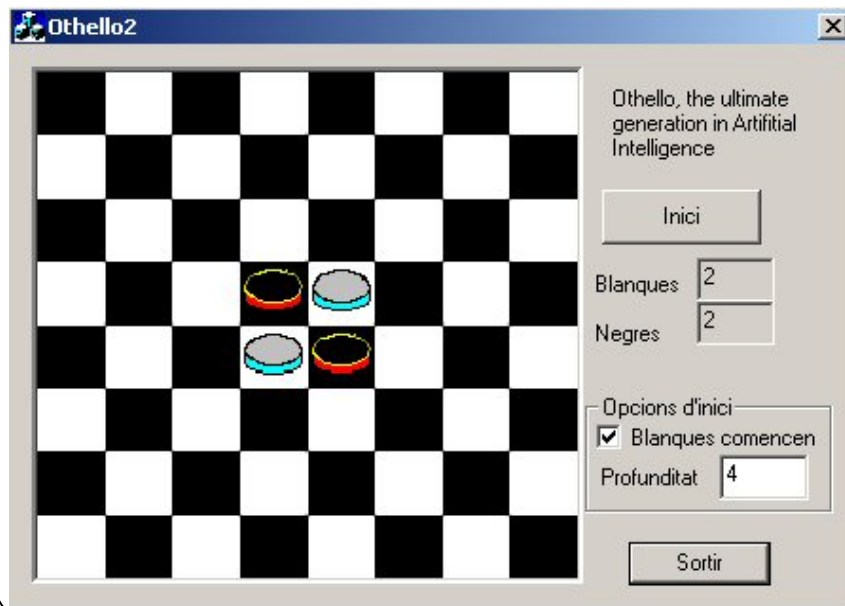 Othello2
Othello, the ultimate
generation in Artifitial
Intelligence
Inici
Blanques 2
Negres 2
Opcions d'inici
Blanques comencen
Profunditat 4
Sortir